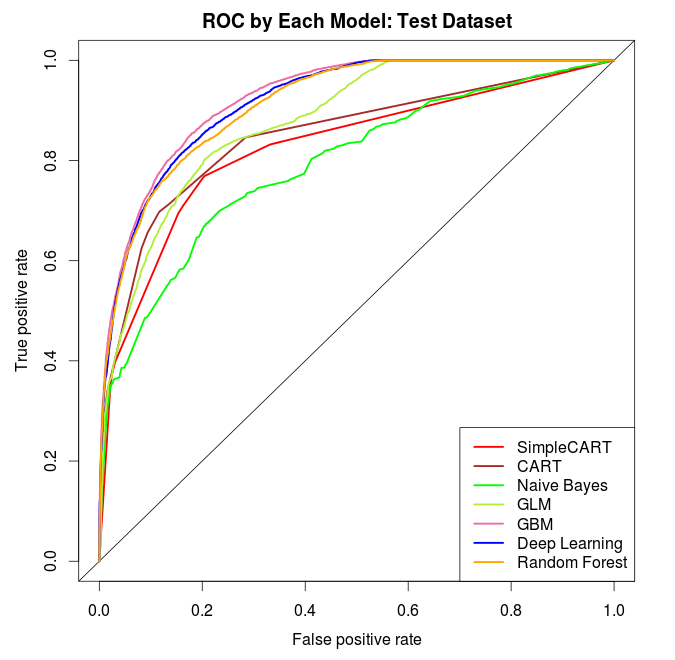 ROC by Each Model: Test Dataset
True positive rate
1.0
0.8
0.6
0.4
0.2
0.0
SimpleCART
CART
Naive Bayes
GLM
GBM
Deep Learning
Random Forest
0.0 0.2 0.4 0.6 0.8 1.0
False positive rate